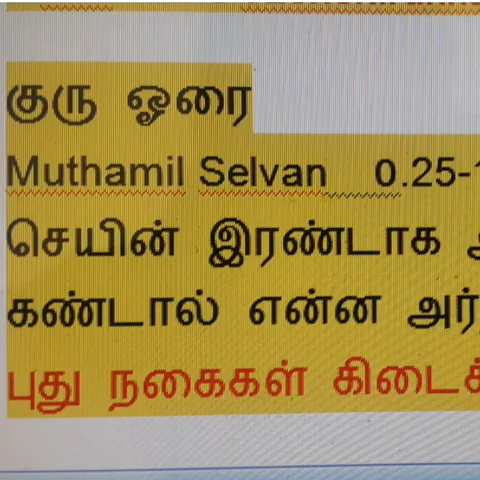 குரு ஓரை
Muthamil Selvan 0.25-
செயின் இரண்டாக
கண்டால் என்ன
புது நகைகள்